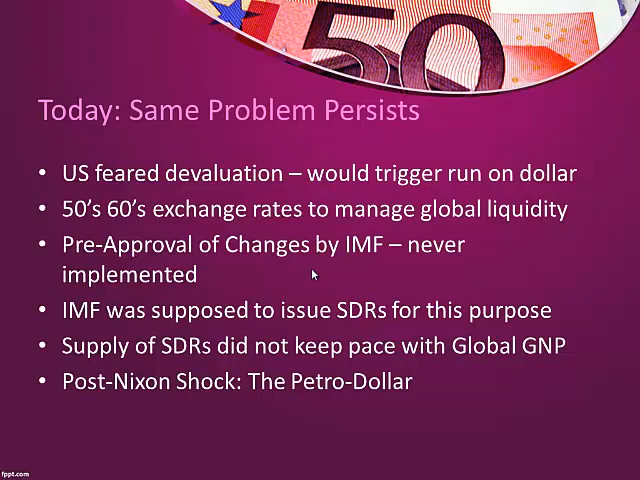 50
Today: Same Problem Persists
• US feared devaluation – would trigger run on dollar
• 50’s 60’s exchange rates to manage global liquidity
• Pre-Approval of Changes by IMF – never
implemented
• IMF was supposed to issue SDRs for this purpose
• Supply of SDRs did not keep pace with Global GNP
• Post-Nixon Shock: The Petro-Dollar
fppt.com